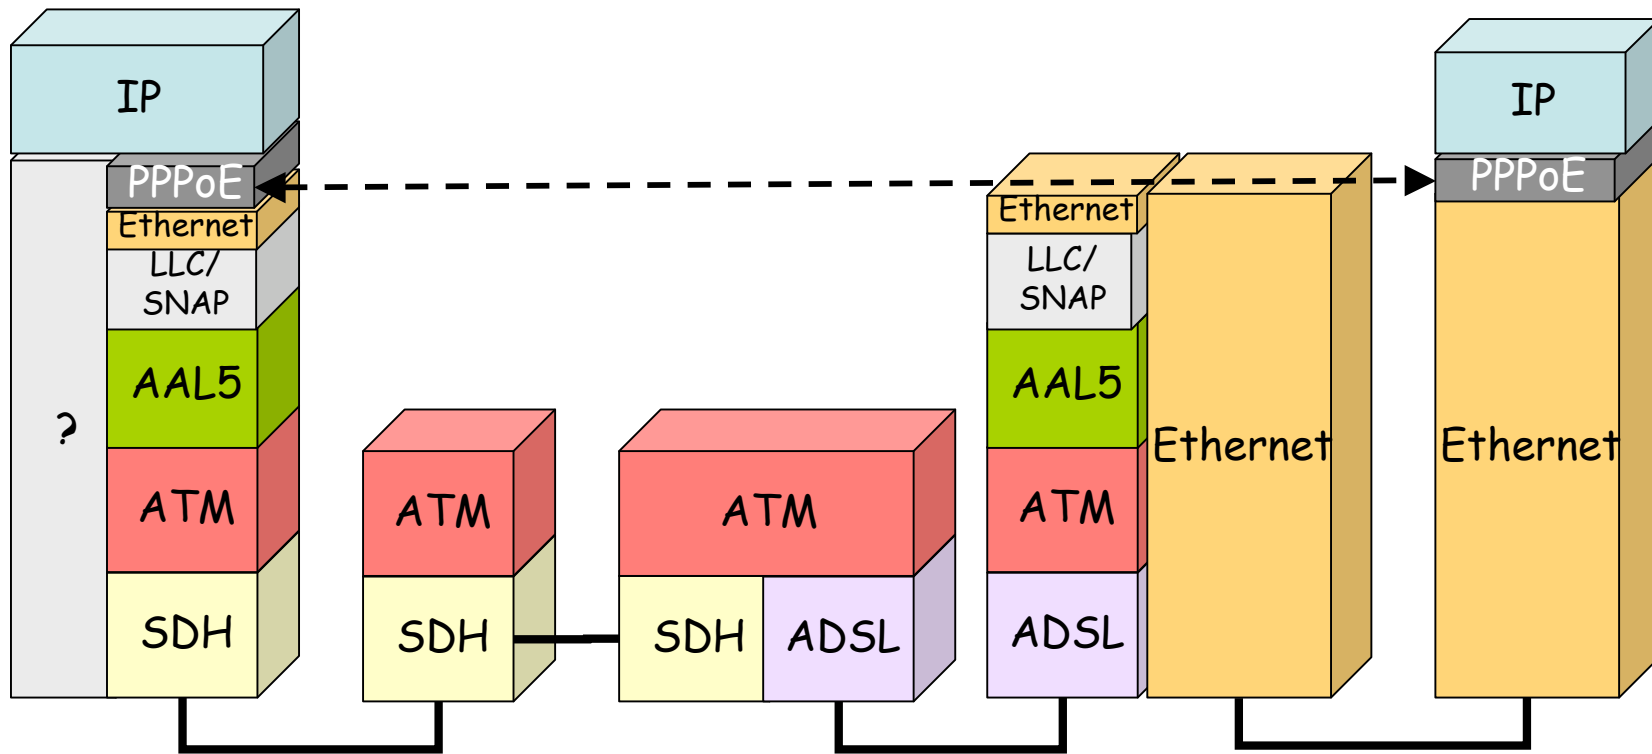 IP
PPPoE
Ethernet
LLC/
SNAP
AAL5
ATM
SDH
?
ATM
SDH
ATM
SDH
ADSL
Ethernet
LLC/
SNAP
AAL5
ATM
ADSL
Ethernet
IP
PPPoE
Ethernet